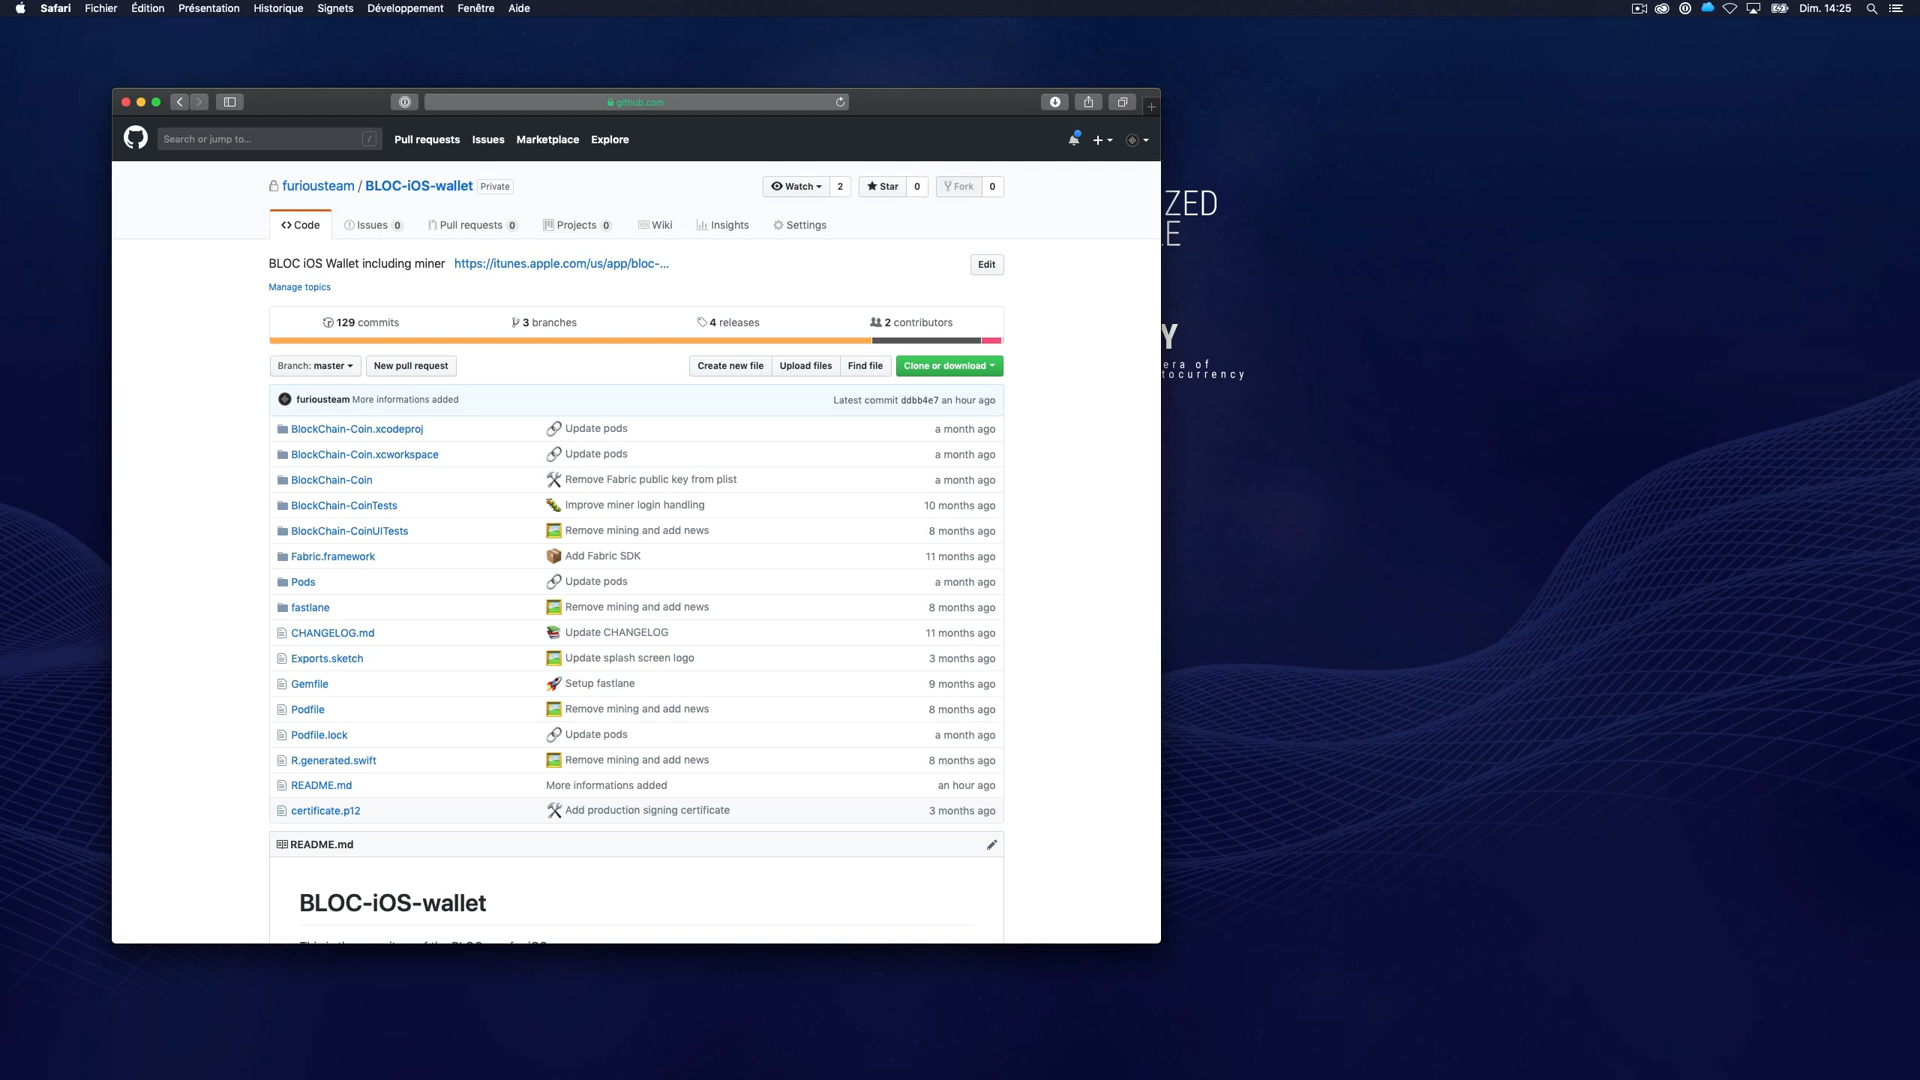 Safari Fichier Édition Présentation Historique Signets Développement Fenêtre Aide Dim. 14:25
github.com
Search or jump to... / Pull requests Issues Marketplace Explore
furiousteam / BLOC-iOS-wallet Private Watch 2 Star 0 Fork 0
Code Issues 0 Pull requests 0 Projects 0 Wiki Insights Settings
BLOC iOS Wallet including miner https://itunes.apple.com/us/app/bloc-... Edit
Manage topics
129 commits 3 branches 4 releases 2 contributors
Branch: master New pull request Create new file Upload files Find file Clone or download
furiousteam More informations added Latest commit ddbb4e7 an hour ago
BlockChain-Coin.xcodeproj Update pods a month ago
BlockChain-Coin.xcworkspace Update pods a month ago
BlockChain-Coin Remove Fabric public key from plist a month ago
BlockChain-CoinTests Improve miner login handling 10 months ago
BlockChain-CoinUITests Remove mining and add news 8 months ago
Fabric.framework Add Fabric SDK 11 months ago
Pods Update pods a month ago
fastlane Remove mining and add news 8 months ago
CHANGELOG.md Update CHANGELOG 11 months ago
Exports.sketch Update splash screen logo 3 months ago
Gemfile Setup fastlane 9 months ago
Podfile Remove mining and add news 8 months ago
Podfile.lock Update pods a month ago
R.generated.swift Remove mining and add news 8 months ago
README.md More informations added an hour ago
certificate.p12 Add production signing certificate 3 months ago
README.md
BLOC-iOS-wallet
ZED
E
Y
era of
tocurrency